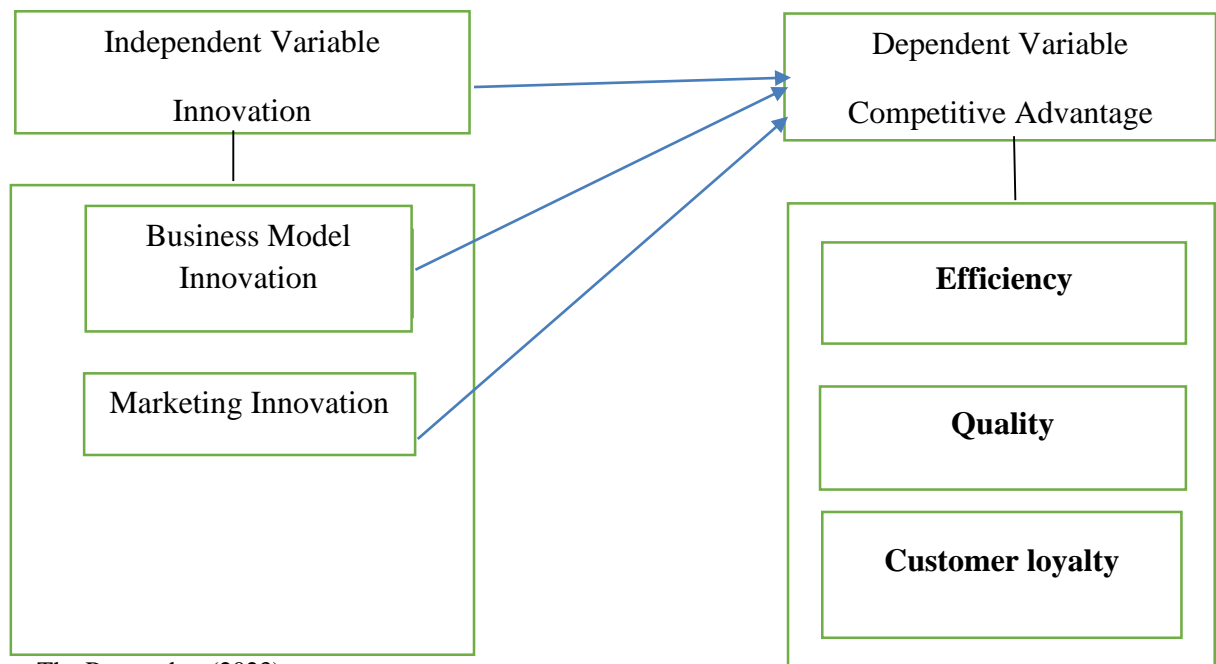 Independent Variable
Innovation
Dependent Variable
Competitive Advantage
Business Model
Innovation
Marketing Innovation
Efficiency
Quality
Customer loyalty